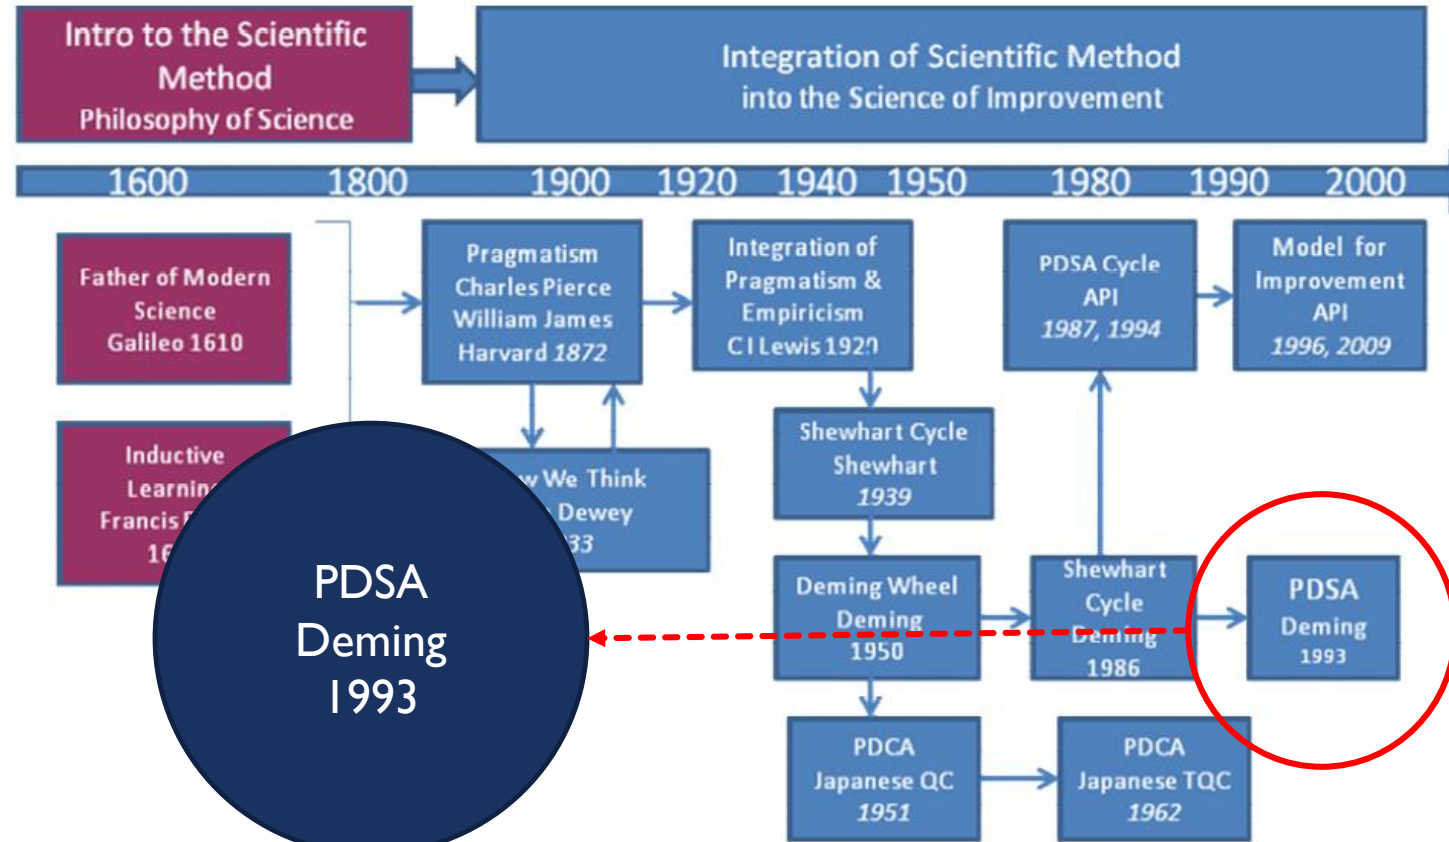 Intro to the Scientific
Method
Philosophy of Science
Integration of Scientific Method
into the Science of Improvement
1600 1800 1900 1920 1940 1950 1980 1990 2000
Father of Modern
Science
Galileo 1610
Pragmatism
Charles Pierce
William James
Harvard 1872
Integration of
Pragmatism &
Empiricism
C I Lewis 1929
PDSA Cycle
API
1987, 1994
Model for
Improvement
API
1996, 2009
Inductive
Learning
Francis
We Think
Dewey
Shewhart Cycle
Shewhart
1939
PDSA
Deming
1993
Deming Wheel
Deming
1950
Shewhart
Cycle
Deming
1986
PDSA
Deming
1993
PDCA
Japanese QC
1951
PDCA
Japanese TQC
1962